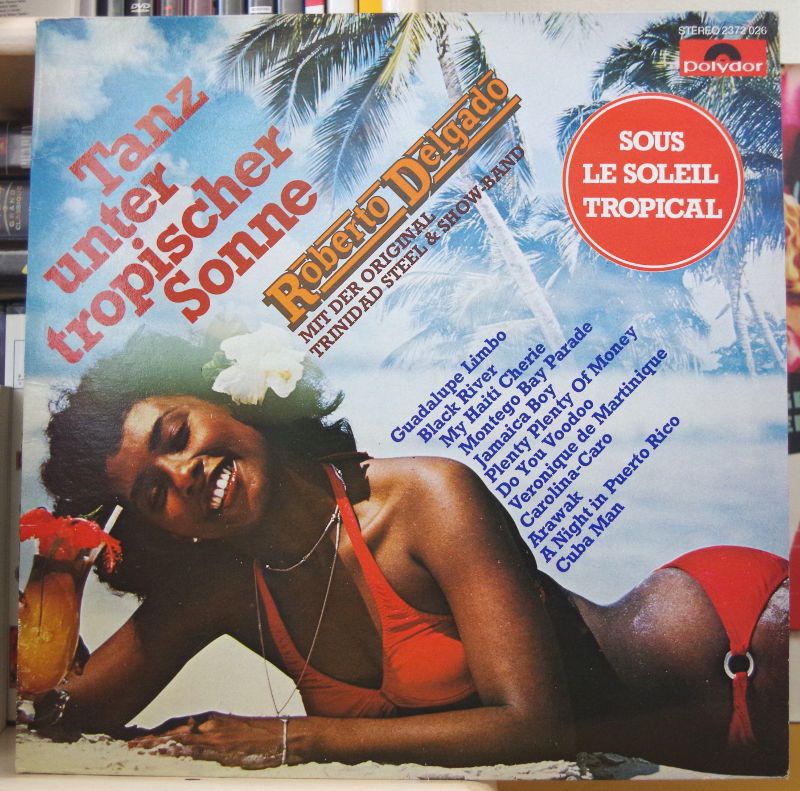 STEREO 2372 026
polydor
Tanz
unter
tropischer
Sonne
Roberto Delgado
MIT DER ORIGINAL
TRINIDAD STEEL & SHOW-BAND
SOUS
LE SOLEIL
TROPICAL
Guadalupe Limbo
Black River
My Haiti Cherie
Montego Bay Parade
Jamaica Boy
Plenty Plenty Of Money
Do You Voodoo
Veronique de Martinique
Carolina-Caro
Arawak
A Night in Puerto Rico
Cuba Man
DVD